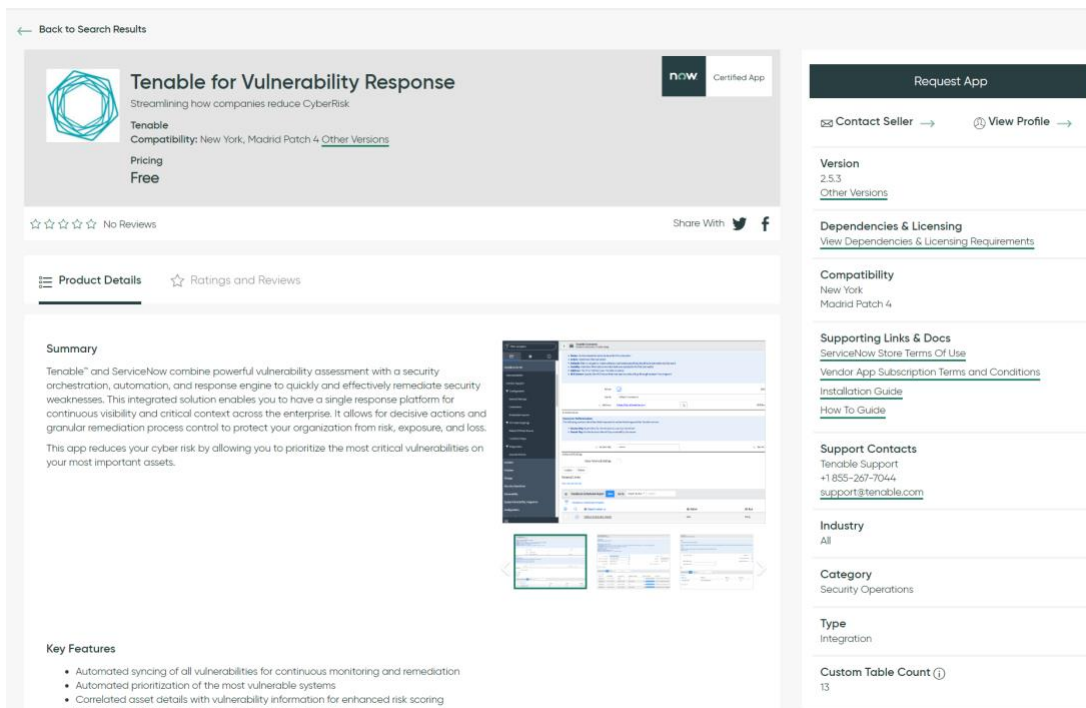 Back to Search Results
Tenable for Vulnerability Response
Streamlining how companies reduce CyberRisk
Tenable
Compatibility: New York, Madrid Patch 4 Other Versions
Pricing
Free
now
Certified App
No Reviews
Share With
Product Details
Ratings and Reviews
Summary
Tenable™ and ServiceNow combine powerful vulnerability assessment with a security
orchestration, automation, and response engine to quickly and effectively remediate security
weaknesses. This integrated solution enables you to have a single response platform for
continuous visibility and critical context across the enterprise. It allows for decisive actions and
granular remediation process control to protect your organization from risk, exposure, and loss.
This app reduces your cyber risk by allowing you to prioritize the most critical vulnerabilities on
your most important assets.
Key Features
• Automated syncing of all vulnerabilities for continuous monitoring and remediation
• Automated prioritization of the most vulnerable systems
• Correlated asset details with vulnerability information for enhanced risk scoring
Request App
Contact Seller
View Profile
Version
2.5.3
Other Versions
Dependencies & Licensing
View Dependencies & Licensing Requirements
Compatibility
New York
Madrid Patch 4
Supporting Links & Docs
ServiceNow Store Terms Of Use
Vendor App Subscription Terms and Conditions
Installation Guide
How To Guide
Support Contacts
Tenable Support
+1 855-267-7044
support@tenable.com
Industry
All
Category
Security Operations
Type
Integration
Custom Table Count
13